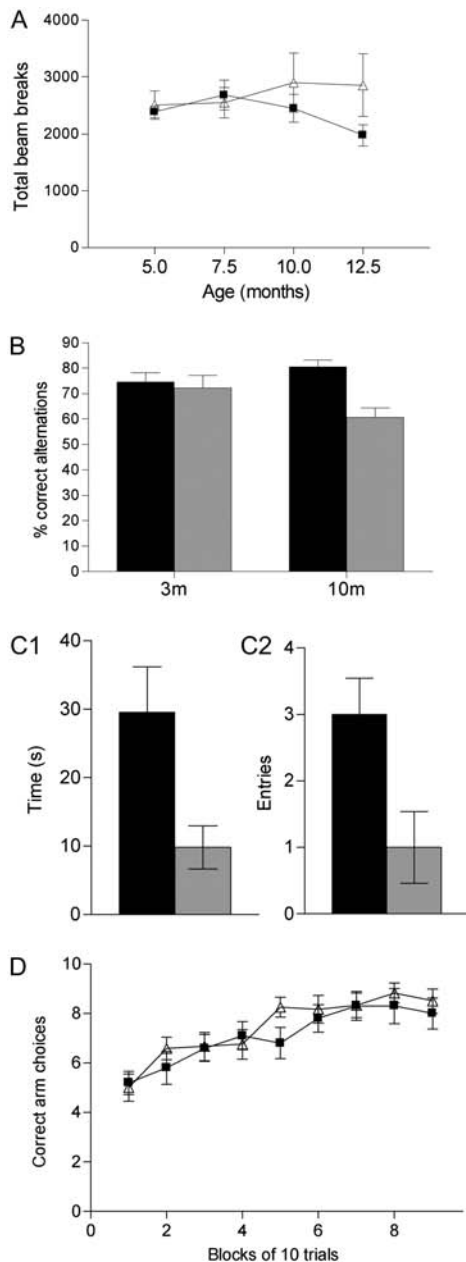 A
Total beam breaks
4000
3000
2000
1000
0
5.0 7.5 10.0 12.5
Age (months)
B
% correct alternations
90
80
70
60
50
40
30
20
10
0
3m 10m
C1
Time (s)
40
30
20
10
0
C2
Entries
4
3
2
1
0
D
Correct arm choices
10
8
6
4
2
0
0 2 4 6 8
Blocks of 10 trials